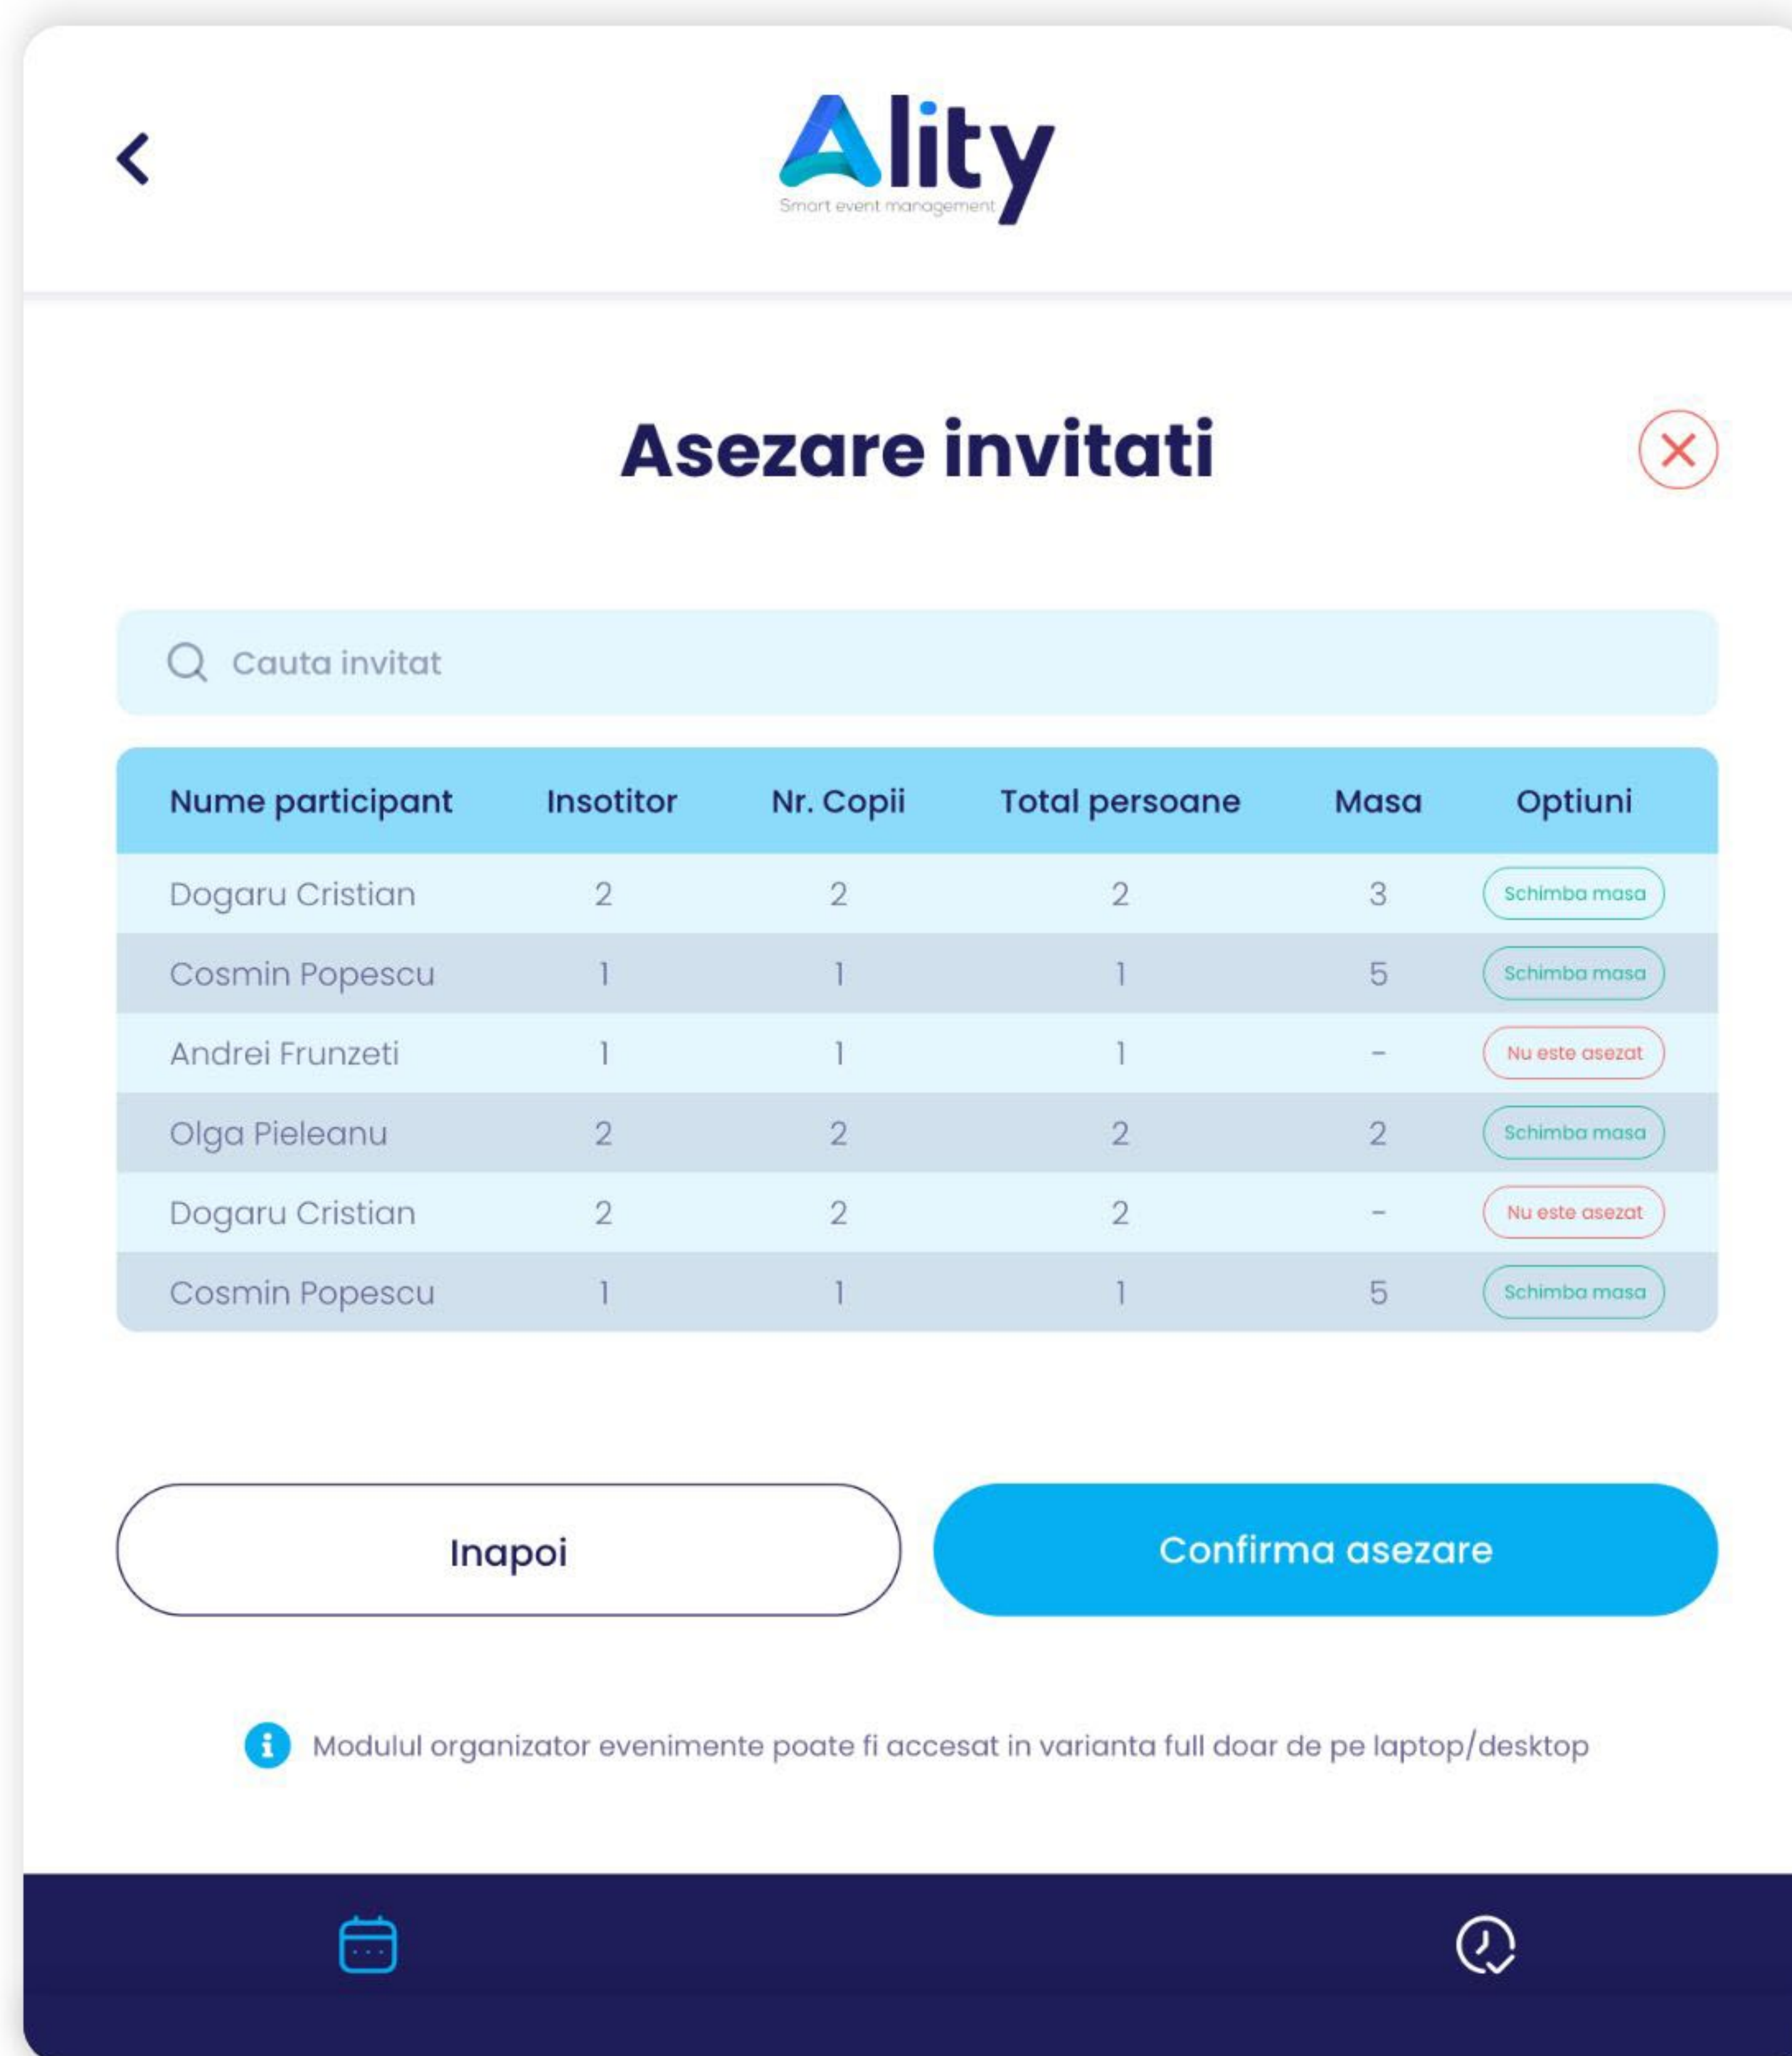 Ality
Smart event management
Asezare invitati
Cauta invitat
Nume participant Insotitor Nr. Copii Total persoane Masa Optiuni
Dogaru Cristian 2 2 2 3 Schimba masa
Cosmin Popescu 1 1 1 5 Schimba masa
Andrei Frunzeti 1 1 1 - Nu este asezat
Olga Pieleanu 2 2 2 2 Schimba masa
Dogaru Cristian 2 2 2 - Nu este asezat
Cosmin Popescu 1 1 1 5 Schimba masa
Inapoi Confirma asezare
Modulul organizator evenimente poate fi accesat in varianta full doar de pe laptop/desktop